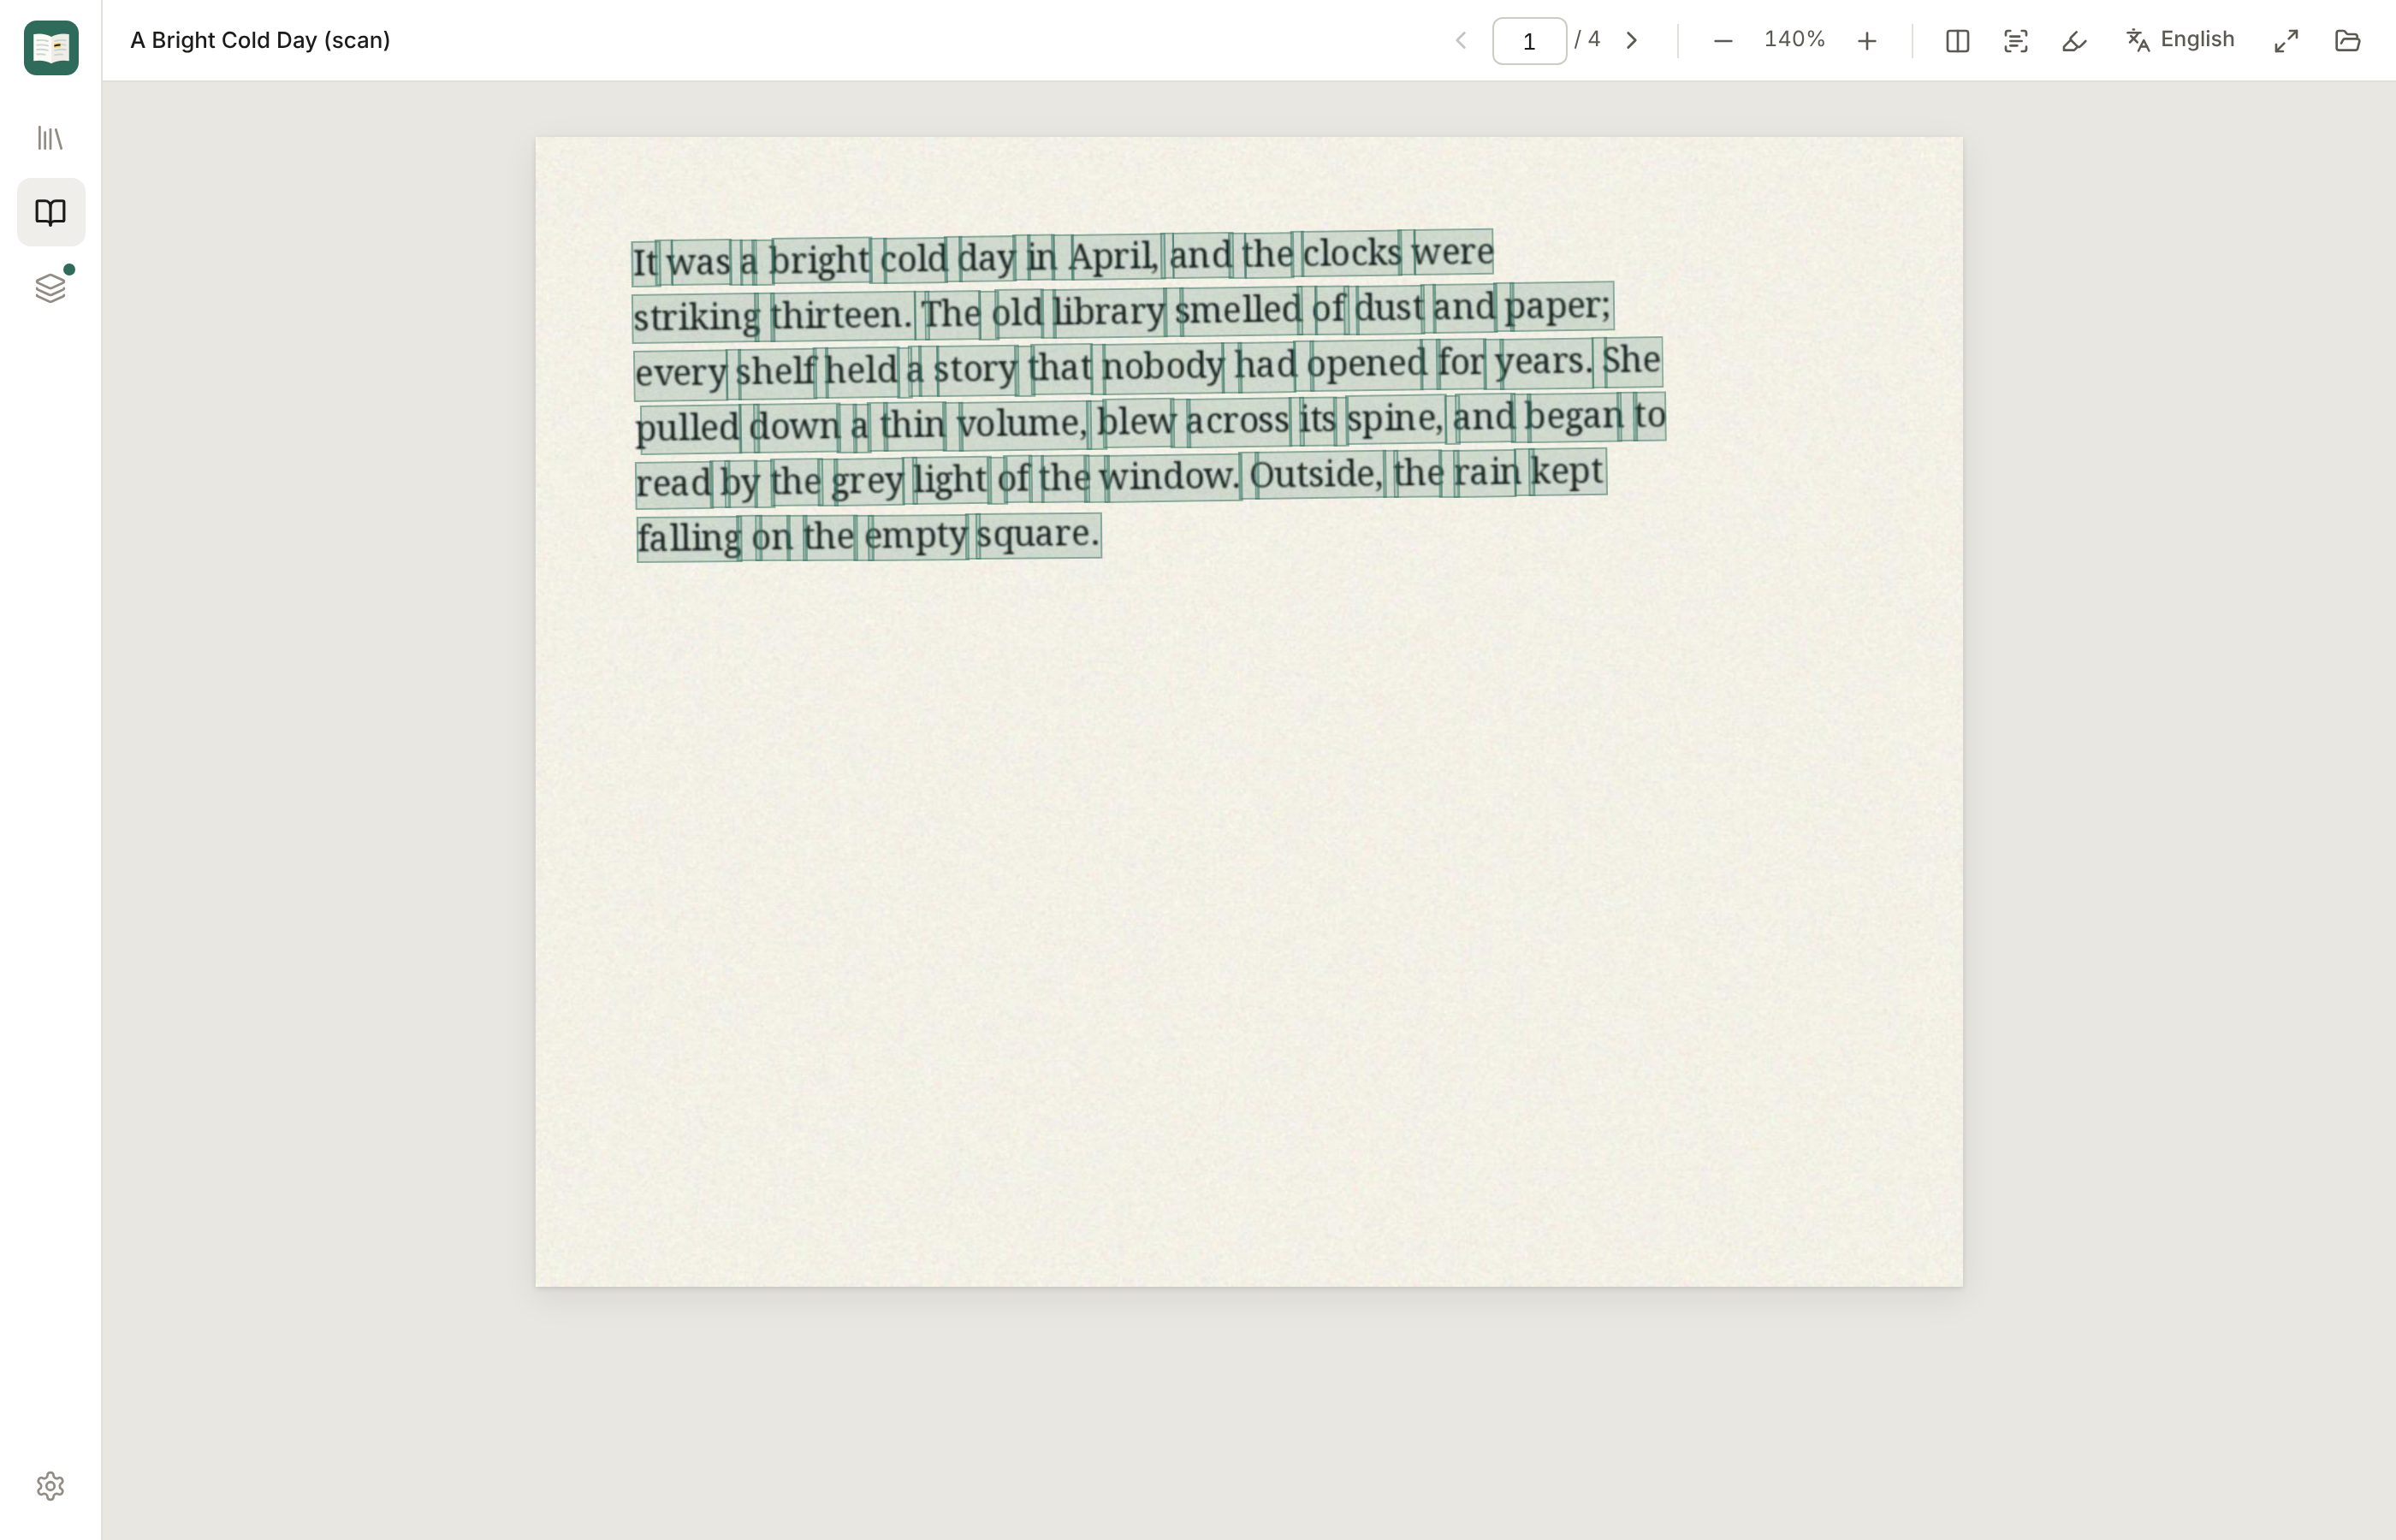 A Bright Cold Day (scan)
1 / 4
140%
English
It was a bright cold day in April, and the clocks were
striking thirteen. The old library smelled of dust and paper;
every shelf held a story that nobody had opened for years. She
pulled down a thin volume, blew across its spine, and began to
read by the grey light of the window. Outside, the rain kept
falling on the empty square.